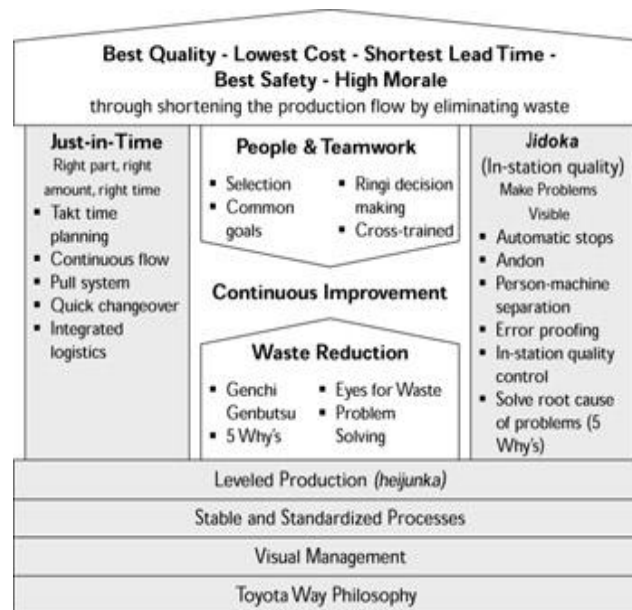 Best Quality - Lowest Cost - Shortest Lead Time -
Best Safety - High Morale
through shortening the production flow by eliminating waste
Just-in-Time
Right part, right
amount, right time
▪ Takt time
planning
▪ Continuous flow
▪ Pull system
▪ Quick changeover
▪ Integrated
logistics
People & Teamwork
▪ Selection
▪ Common
goals
▪ Ringi decision
making
▪ Cross-trained
Continuous Improvement
Waste Reduction
▪ Genchi
Genbutsu
▪ 5 Why's
▪ Eyes for Waste
▪ Problem
Solving
Jidoka
(In-station quality)
Make Problems
Visible
▪ Automatic stops
▪ Andon
▪ Person-machine
separation
▪ Error proofing
▪ In-station quality
control
▪ Solve root cause
of problems (5
Why's)
Leveled Production (heijunka)
Stable and Standardized Processes
Visual Management
Toyota Way Philosophy